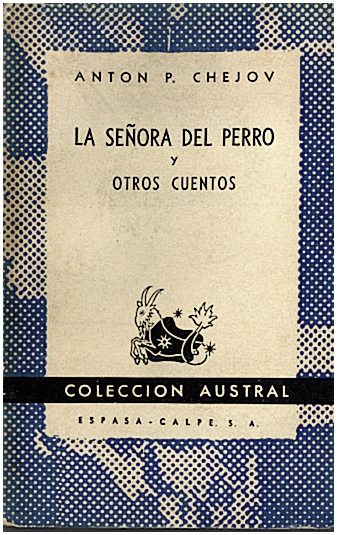 ANTON P. CHEJOV
LA SEÑORA DEL PERRO
Y
OTROS CUENTOS
COLECCION AUSTRAL
ESPASA-CALPE. S. A.